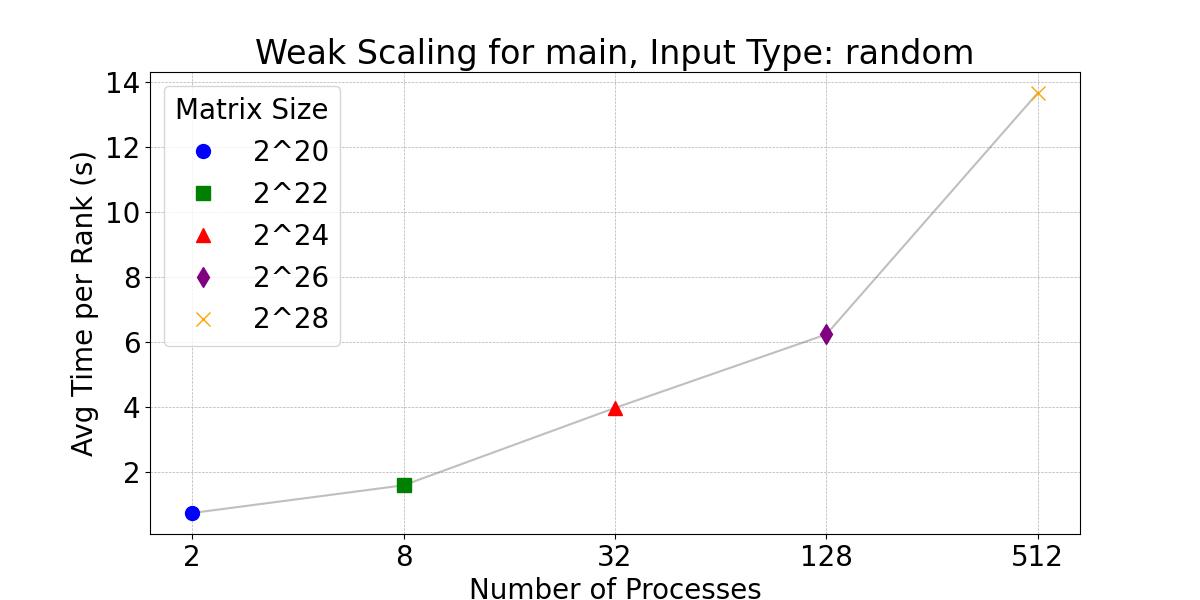 Weak Scaling for main, Input Type: random
Avg Time per Rank (s)
14
12
10
8
6
4
2
Matrix Size
2^20
2^22
2^24
2^26
2^28
2 8 32 128 512
Number of Processes